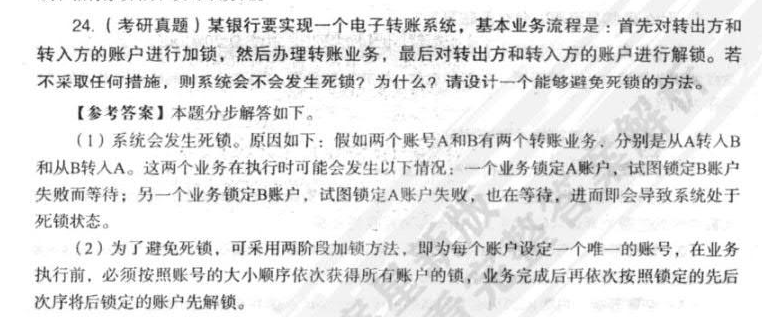 24.(考研真题)某银行要实现一个电子转账系统，基本业务流程是：首先对转出方和
转入方的账户进行加锁，然后办理转账业务，最后对转出方和转入方的账户进行解锁。若
不采取任何措施，则系统会不会发生死锁？为什么？请设计一个能够避免死锁的方法。
【参考答案】本题分步解答如下。
（1）系统会发生死锁。原因如下：假如两个账号A和B有两个转账业务，分别是从A转入B
和从B转入A。这两个业务在执行时可能会发生以下情况：一个业务锁定A账户，试图锁定B账户
失败而等待；另一个业务锁定B账户，试图锁定A账户失败，也在等待，进而即会导致系统处于
死锁状态。
（2）为了避免死锁，可采用两阶段加锁方法，即为每个账户设定一个唯一的账号，在业务
执行前，必须按照账号的大小顺序依次获得所有账户的锁，业务完成后再依次按照锁定的先后
次序将后锁定的账户先解锁。